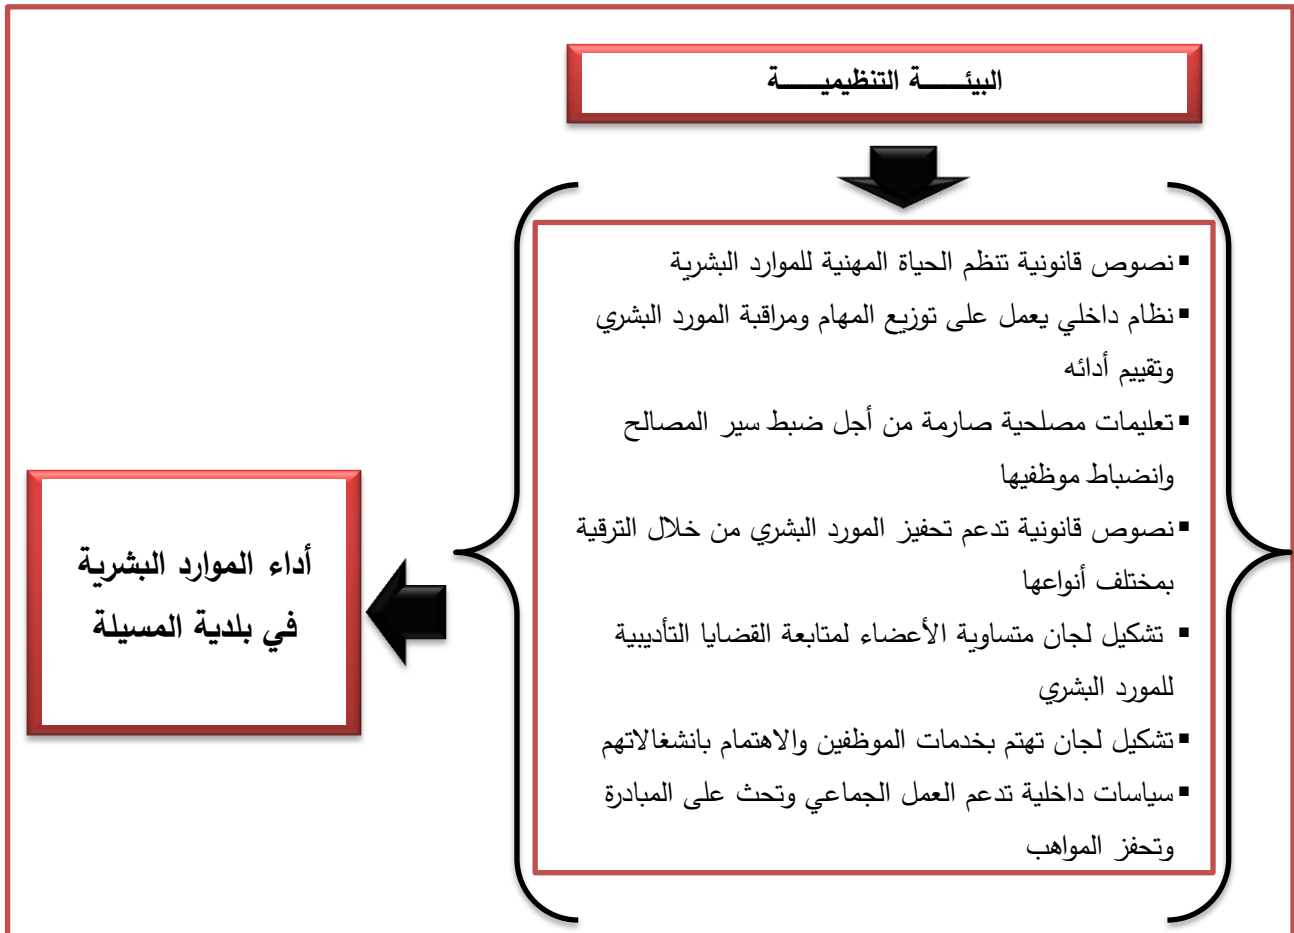 البيئـــــــة التنظيميـــــــة
▪ نصوص قانونية تنظم الحياة المهنية للموارد البشرية
▪ نظام داخلي يعمل على توزيع المهام ومراقبة المورد البشري
وتقييم أدائه
▪ تعليمات مصلحية صارمة من أجل ضبط سير المصالح
وانضباط موظفيها
▪ نصوص قانونية تدعم تحفيز المورد البشري من خلال الترقية
بمختلف أنواعها
▪ تشكيل لجان متساوية الأعضاء لمتابعة القضايا التأديبية
للمورد البشري
▪ تشكيل لجان تهتم بخدمات الموظفين والاهتمام بانشغالاتهم
▪ سياسات داخلية تدعم العمل الجماعي وتحث على المبادرة
وتحفز المواهب
أداء الموارد البشرية
في بلدية المسيلة